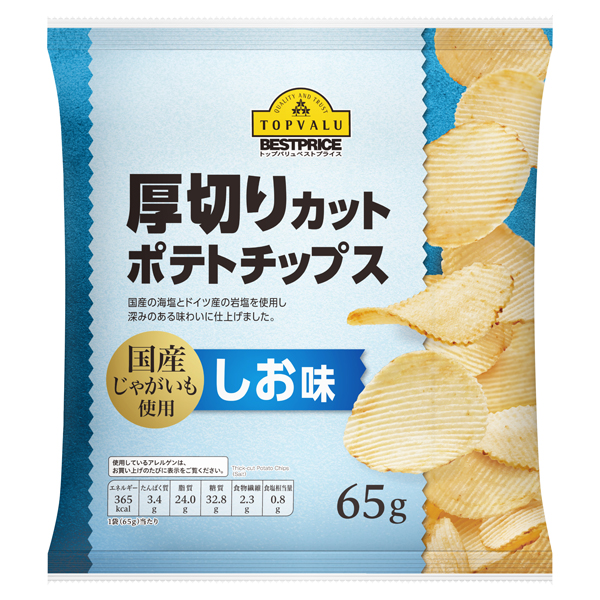 QUALITY AND TRUST
TOPVALU
BESTPRICE
トップバリュベストプライス
厚切りカット
ポテトチップス
国産の海塩とドイツ産の岩塩を使用し
深みのある味わいに仕上げました。
国産
じゃがいも
使用
しお味
使用しているアレルゲンは、
お買い上げのたびに表示をご覧ください。
Thick-cut Potato Chips
(Salt)
エネルギー たんぱく質 脂質 糖質 食物繊維 食塩相当量
365 kcal 3.4 g 24.0 g 32.8 g 2.3 g 0.8 g
1袋(65g)当たり
65g